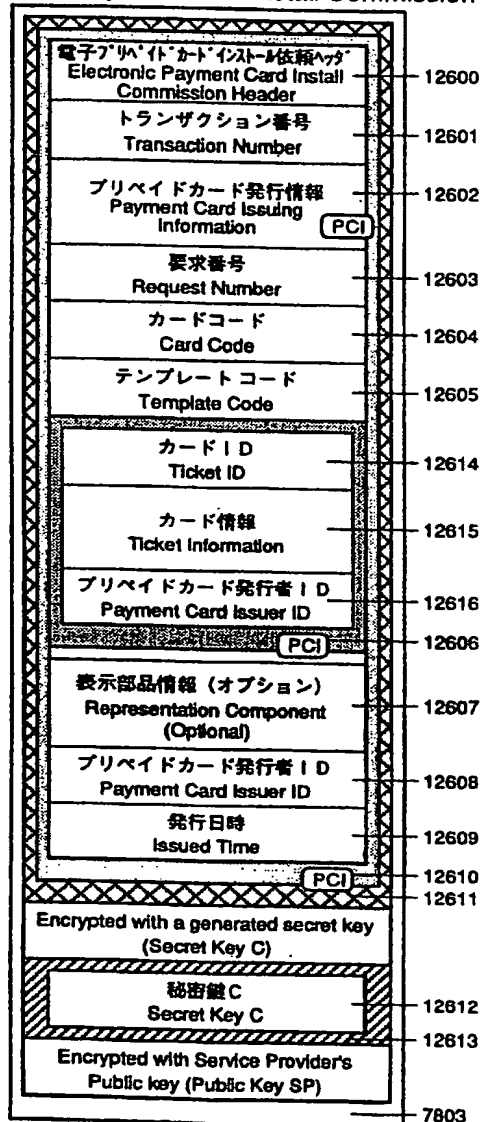 電子プリペイドカードインストール依頼ヘッダ
Electronic Payment Card Install
Commission Header
12600
トランザクション番号
Transaction Number
12601
プリペイドカード発行情報
Payment Card Issuing
Information
PCI
12602
要求番号
Request Number
12603
カードコード
Card Code
12604
テンプレートコード
Template Code
12605
カードID
Ticket ID
12614
カード情報
Ticket Information
12615
プリペイドカード発行者ID
Payment Card Issuer ID
12616
PCI
12606
表示部品情報(オプション)
Representation Component
(Optional)
12607
プリペイドカード発行者ID
Payment Card Issuer ID
12608
発行日時
Issued Time
12609
PCI
12610
12611
Encrypted with a generated secret key
(Secret Key C)
秘密鍵C
Secret Key C
12612
12613
Encrypted with Service Provider's
Public key (Public Key SP)
7803